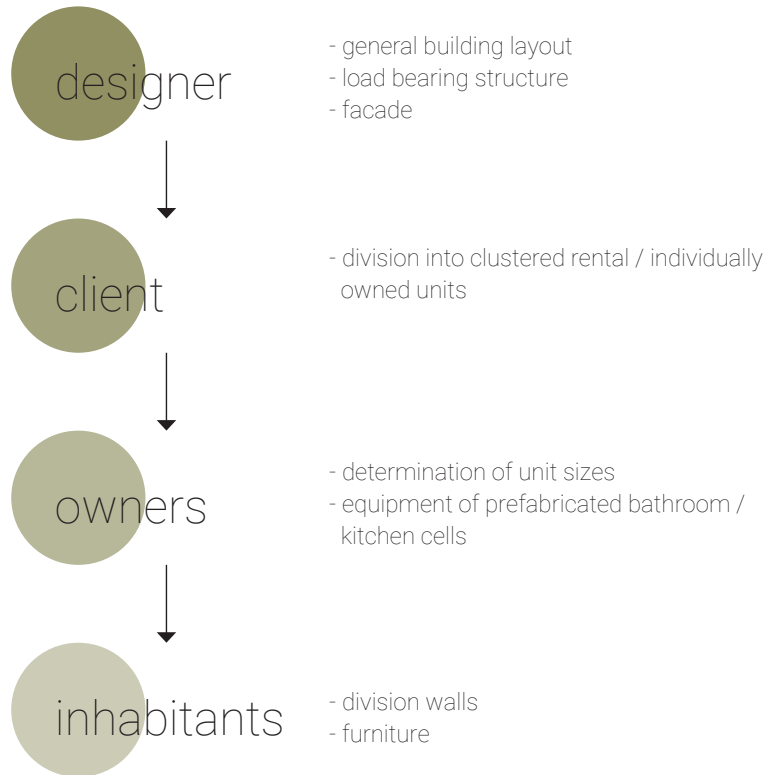 designer
- general building layout
- load bearing structure
- facade
client
- division into clustered rental / individually
owned units
owners
- determination of unit sizes
- equipment of prefabricated bathroom /
kitchen cells
inhabitants
- division walls
- furniture